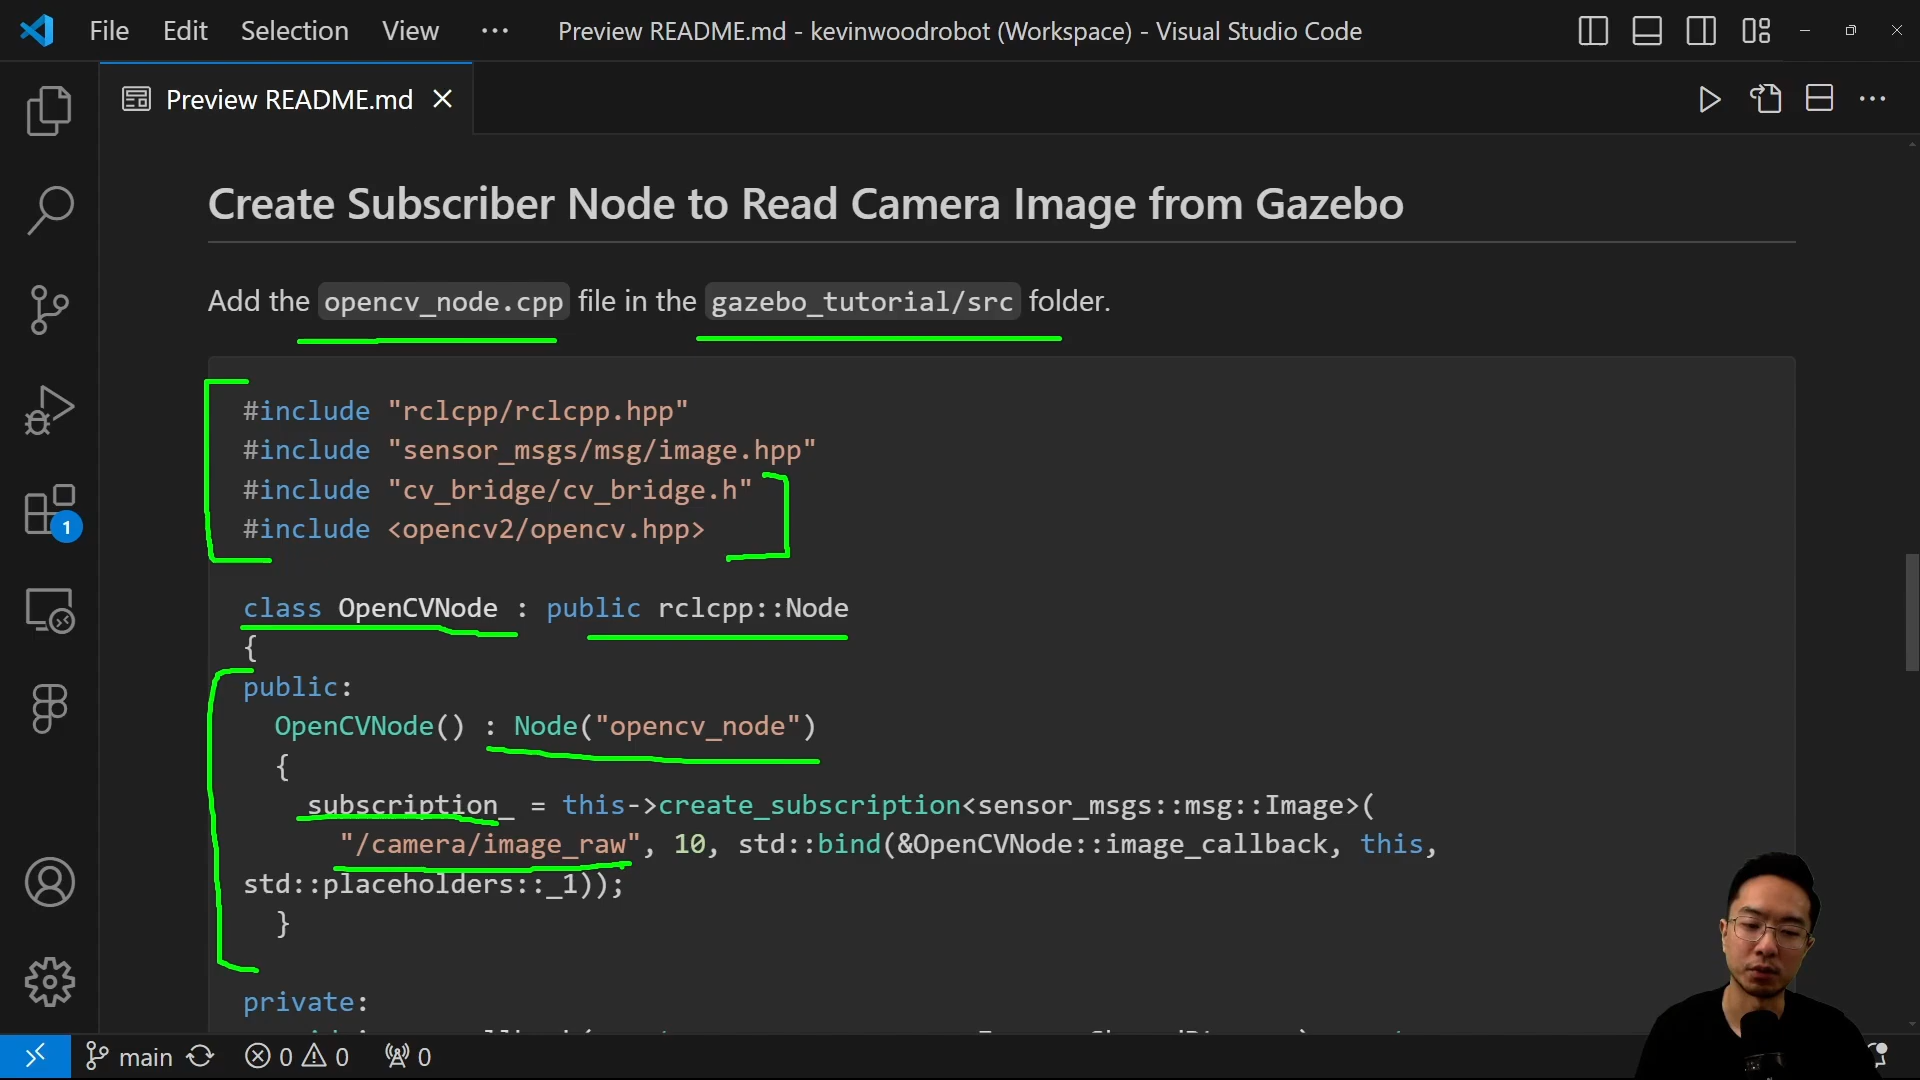 File Edit Selection View ··· Preview README.md - kevinwoodrobot (Workspace) - Visual Studio Code
Preview README.md
Create Subscriber Node to Read Camera Image from Gazebo
Add the opencv_node.cpp file in the gazebo_tutorial/src folder.
#include "rclcpp/rclcpp.hpp"
#include "sensor_msgs/msg/image.hpp"
#include "cv_bridge/cv_bridge.h"
#include <opencv2/opencv.hpp>
1
class OpenCVNode : public rclcpp::Node
{
public:
OpenCVNode() : Node("opencv_node")
{
subscription_ = this->create_subscription<sensor_msgs::msg::Image>(
"/camera/image_raw", 10, std::bind(&OpenCVNode::image_callback, this,
std::placeholders::_1));
}
private:
main 0 0 0